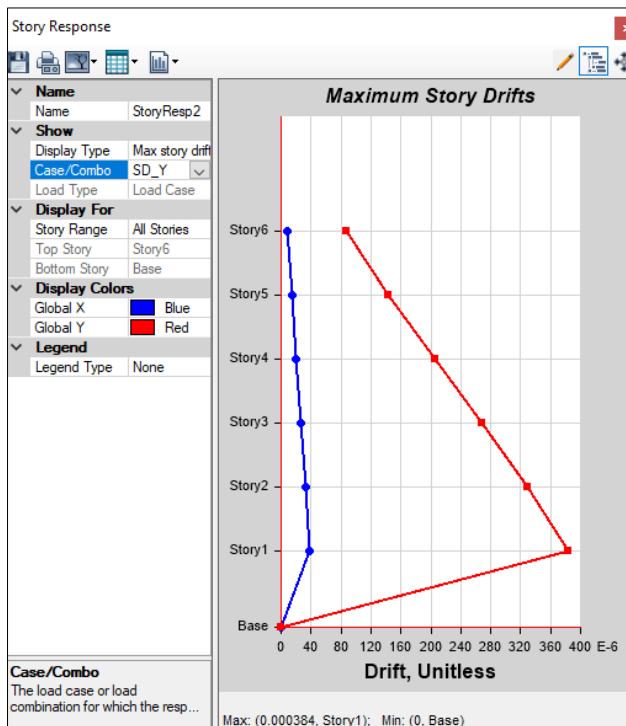 Story Response
Name
Name StoryResp2
Show
Display Type Max story drift
Case/Combo SD_Y
Load Type Load Case
Display For
Story Range All Stories
Top Story Story6
Bottom Story Base
Display Colors
Global X Blue
Global Y Red
Legend
Legend Type None
Case/Combo
The load case or load
combination for which the resp...
Maximum Story Drifts
Story6
Story5
Story4
Story3
Story2
Story1
Base
0 40 80 120 160 200 240 280 320 360 400 E-6
Drift, Unitless
Max: (0.000384, Story1); Min: (0, Base)